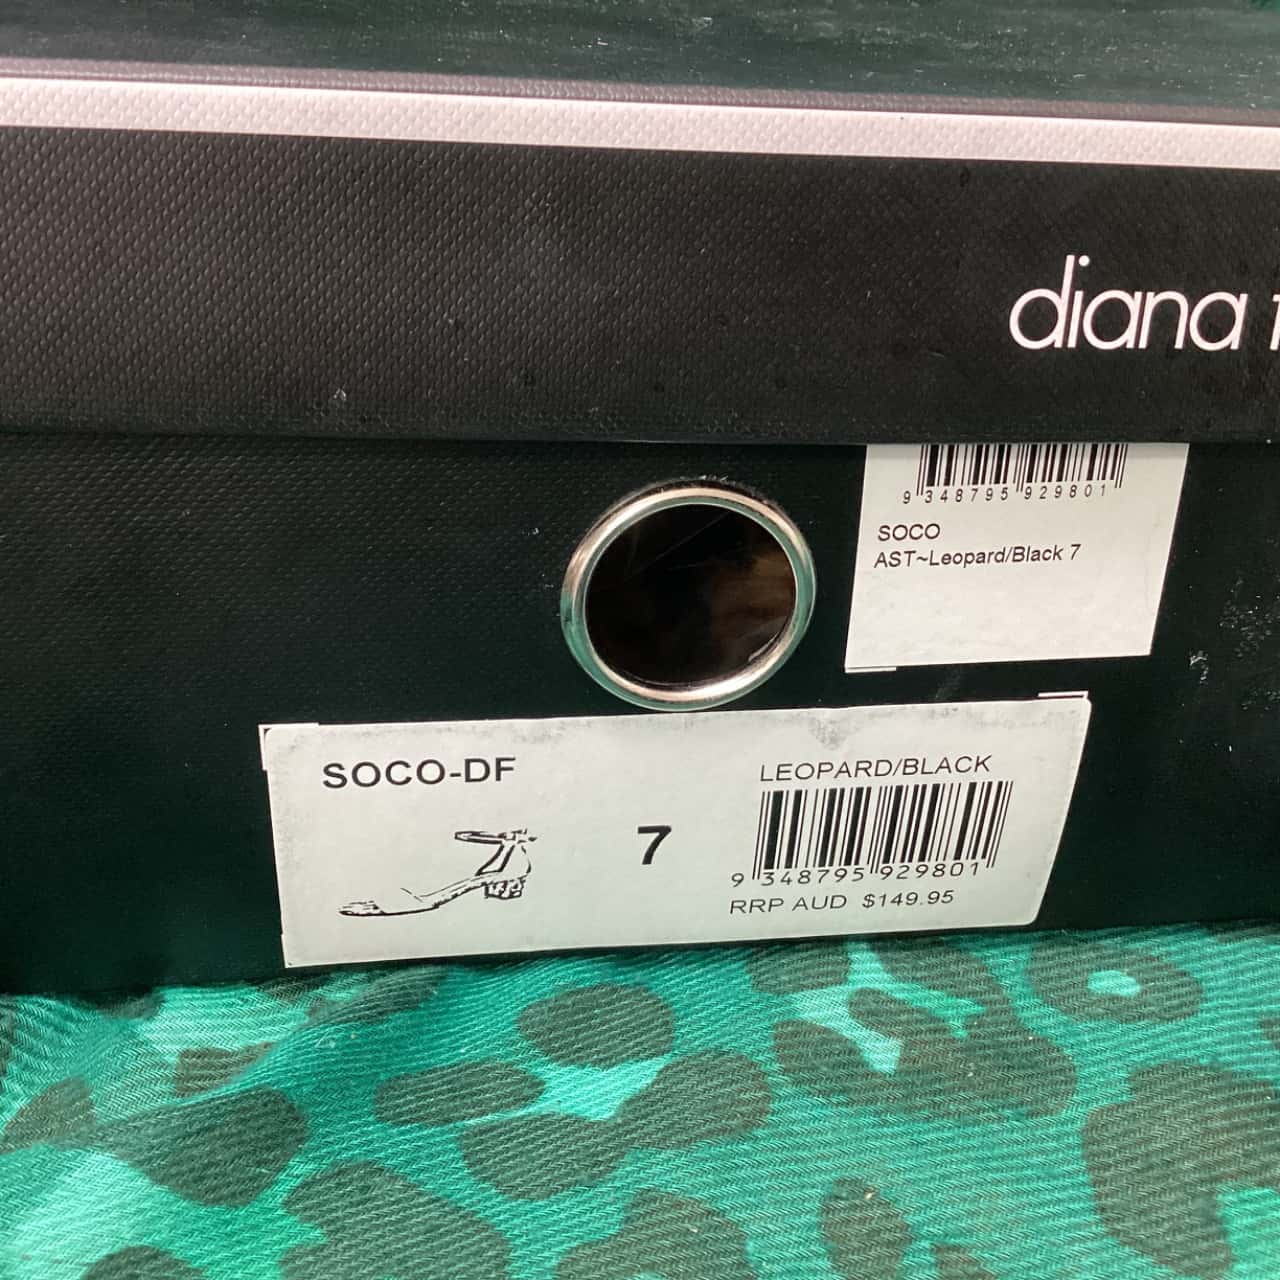 diana
9 348795 929801
SOCO
AST~Leopard/Black 7
SOCO-DF
7
LEOPARD/BLACK
9 348795 929801
RRP AUD $149.95